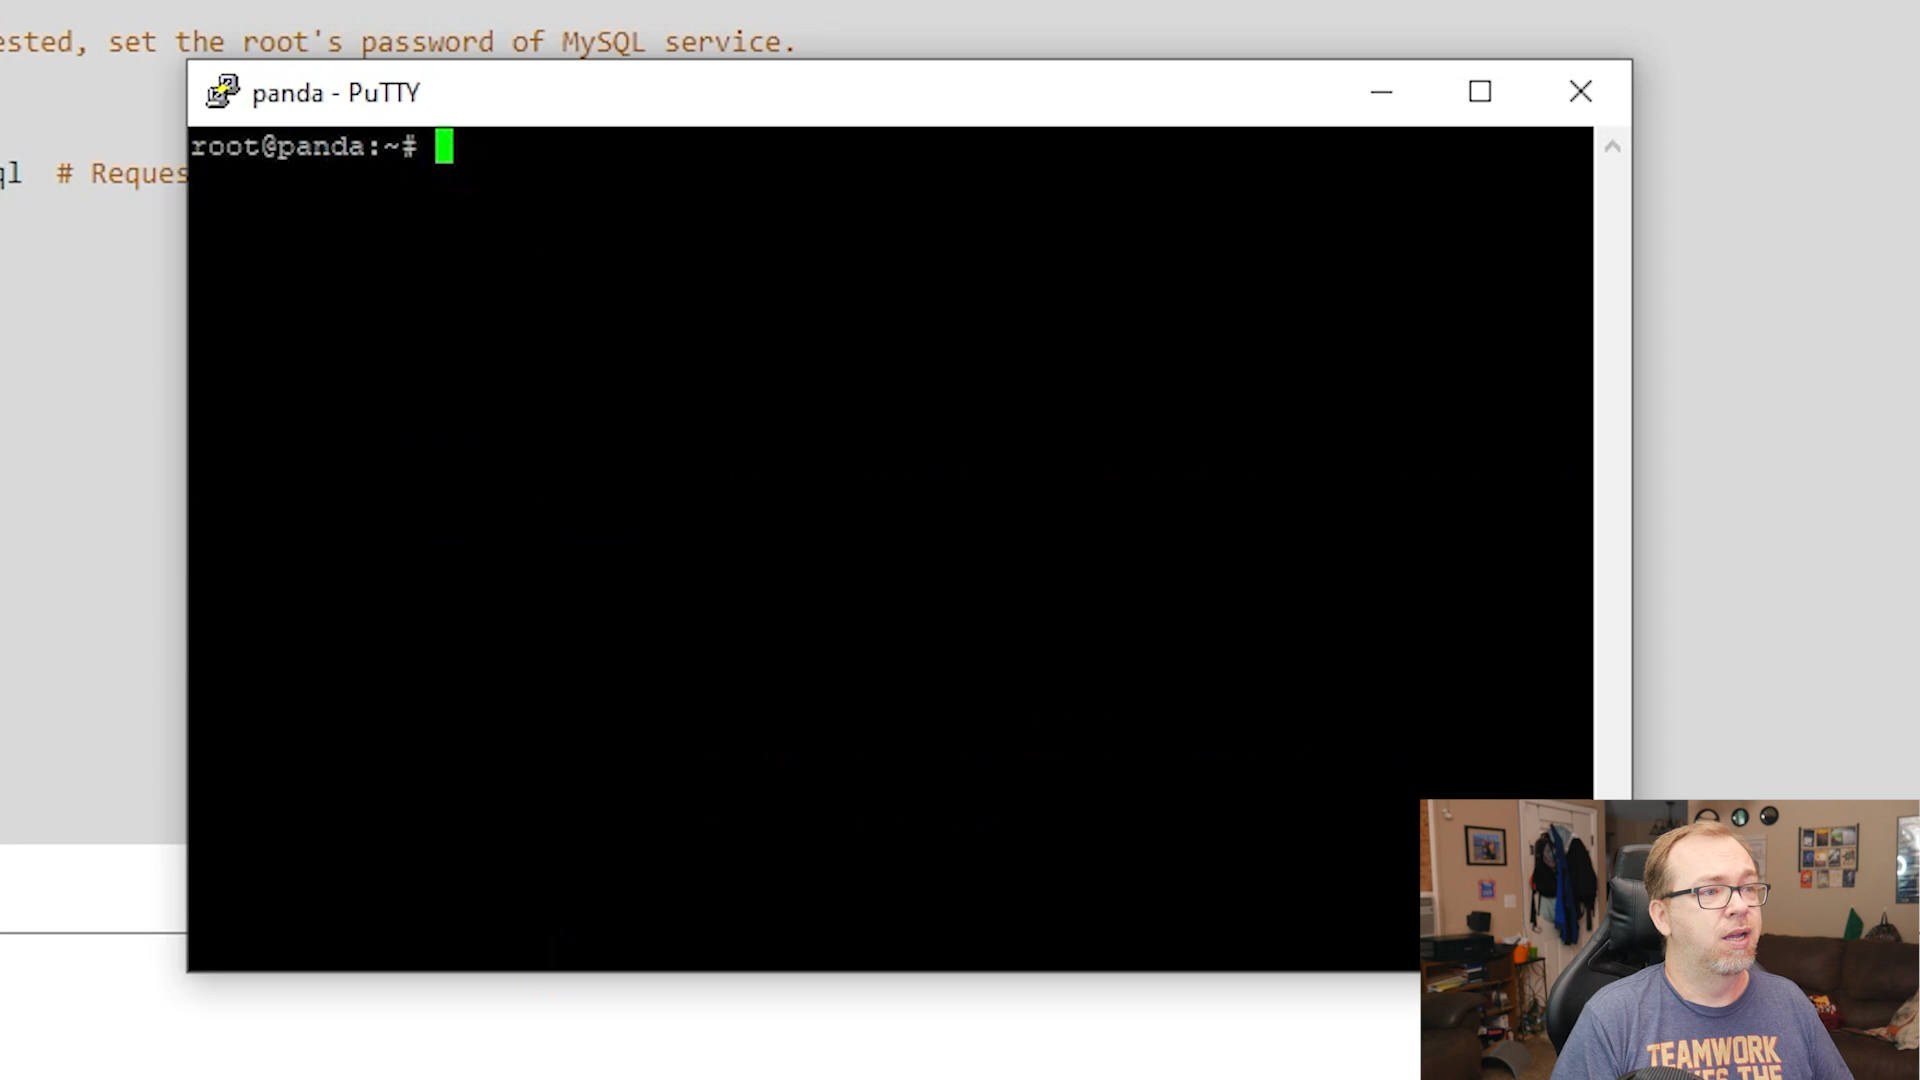 ested, set the root's password of MySQL service.
panda - PuTTY
root@panda:~#
ql # Reques
TEAMWORK
THE